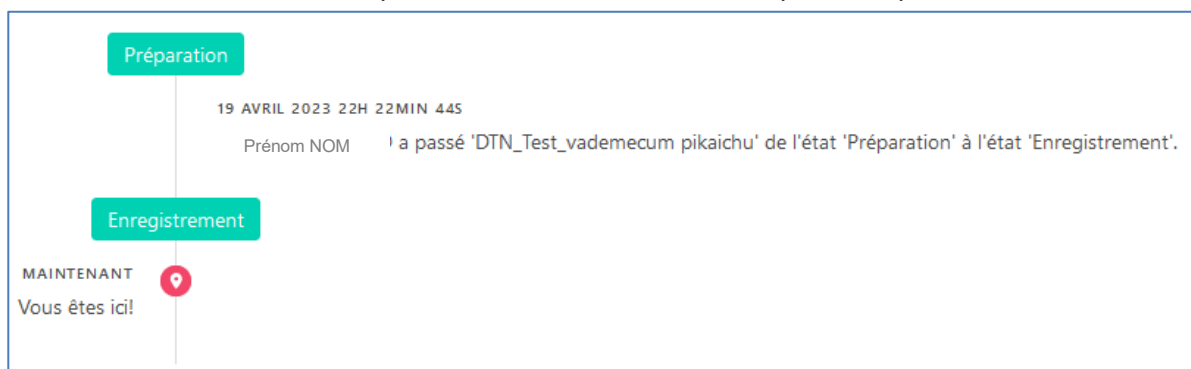 Préparation
19 AVRIL 2023 22H 22MIN 44S
Prénom NOM a passé 'DTN_Test_vademecum pikaichu' de l'état 'Préparation' à l'état 'Enregistrement'.
Enregistrement
MAINTENANT
Vous êtes ici!